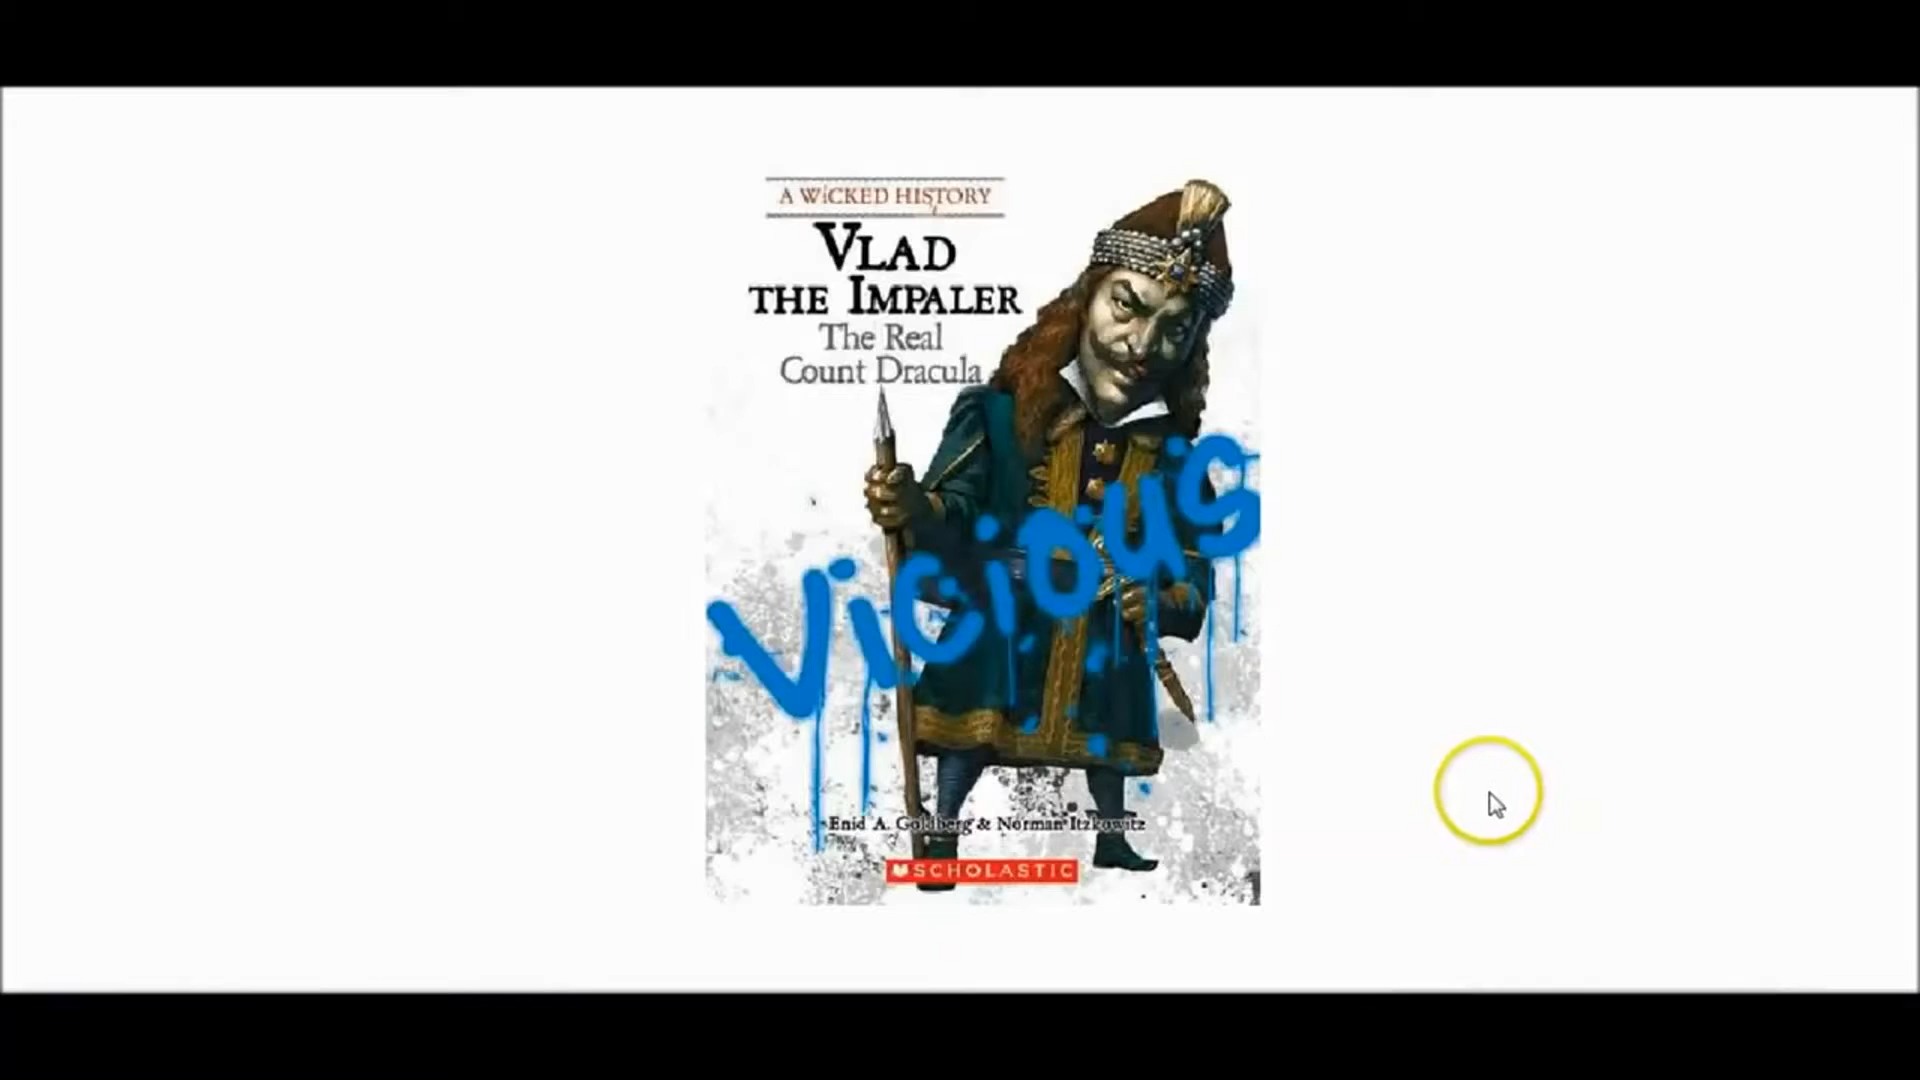 A WiCKED HISTORY
VLAD
THE IMPALER
The Real
Count Dracula
Vicious
Enid A. Goldberg & Norman Itzkowitz
SCHOLASTIC